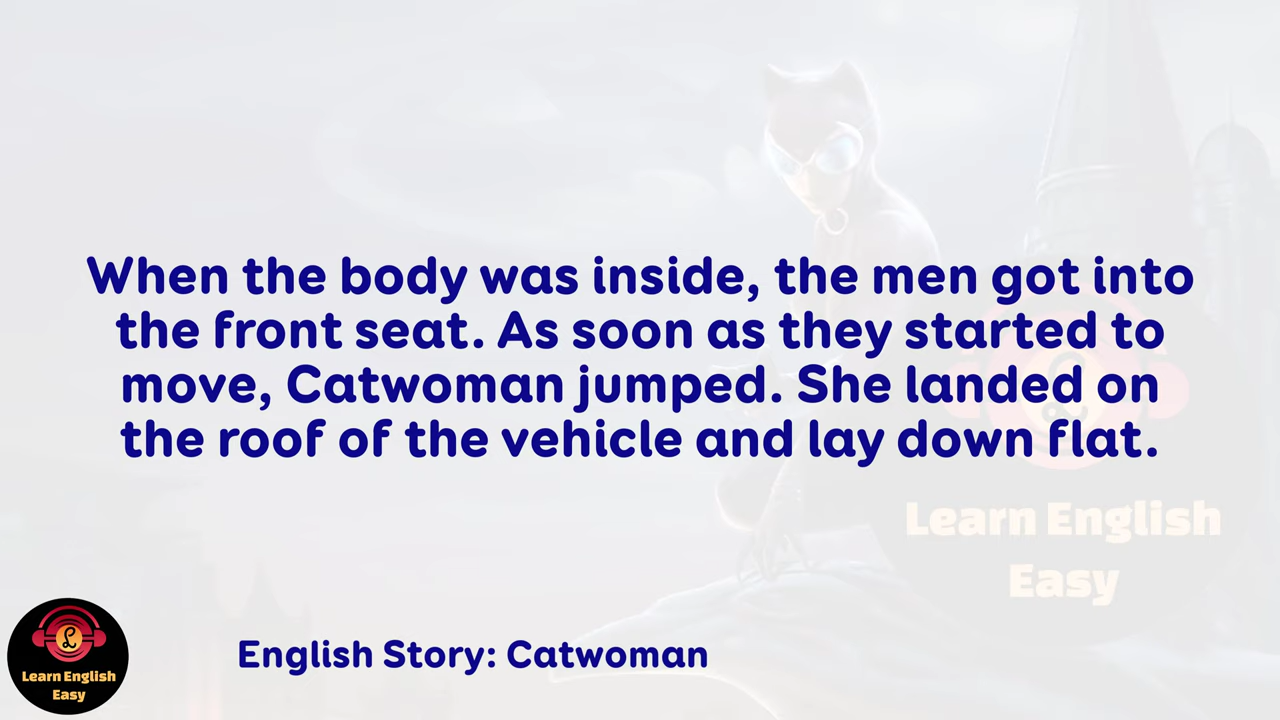 When the body was inside, the men got into
the front seat. As soon as they started to
move, Catwoman jumped. She landed on
the roof of the vehicle and lay down flat.
Learn English
Easy
English Story: Catwoman
Learn English
Easy